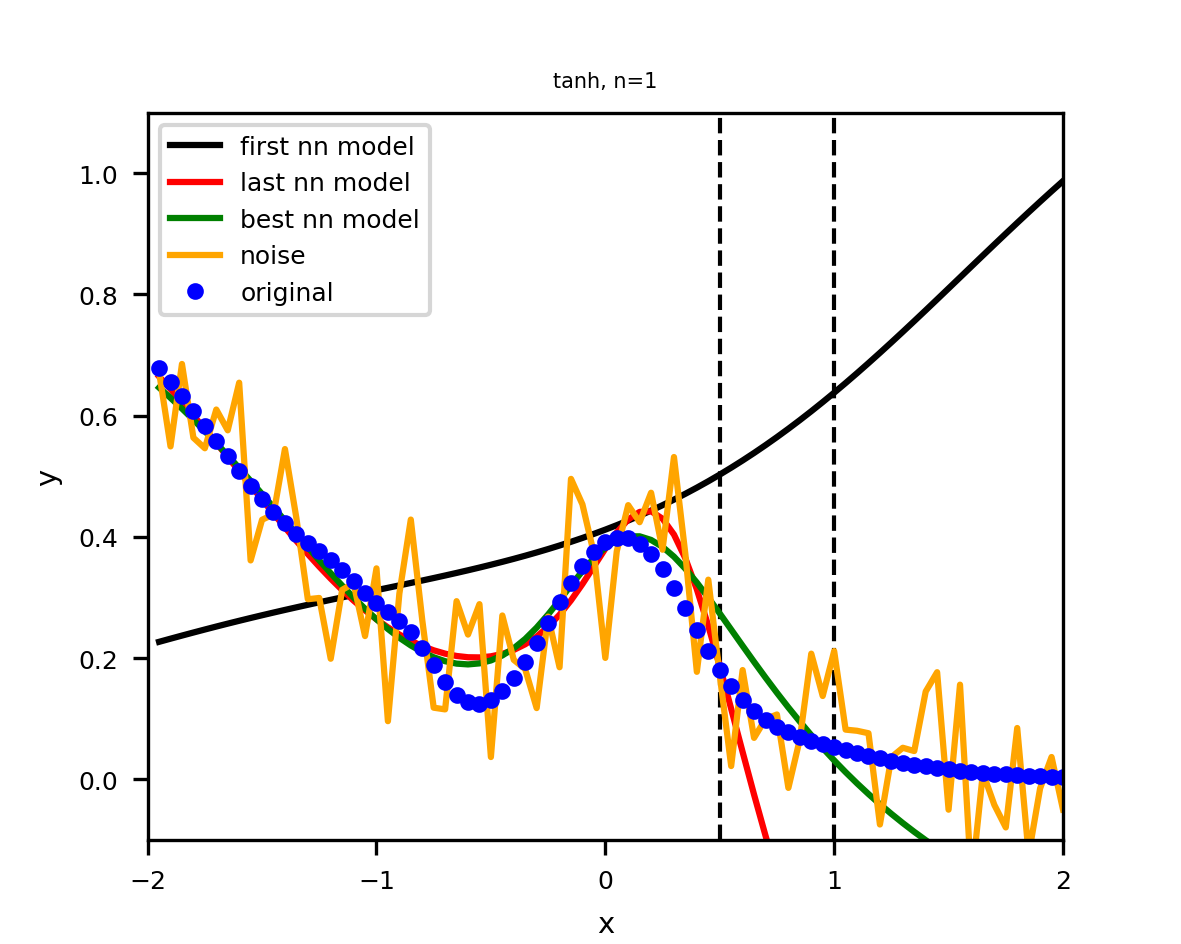 tanh, n=1
first nn model
last nn model
best nn model
noise
original
y
1.0
0.8
0.6
0.4
0.2
0.0
−2
−1
0
1
2
x